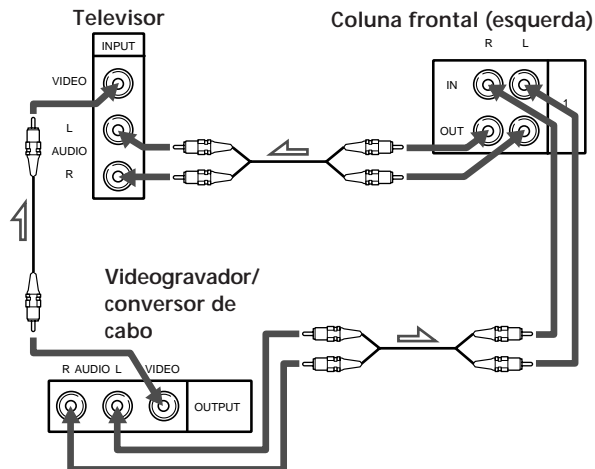 Televisor
INPUT
VIDEO
L
AUDIO
R
Coluna frontal (esquerda)
R L
IN
OUT
1
Videogravador/
conversor de
cabo
R AUDIO L VIDEO
OUTPUT